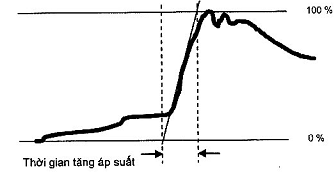 100 %
0 %
Thời gian tăng áp suất